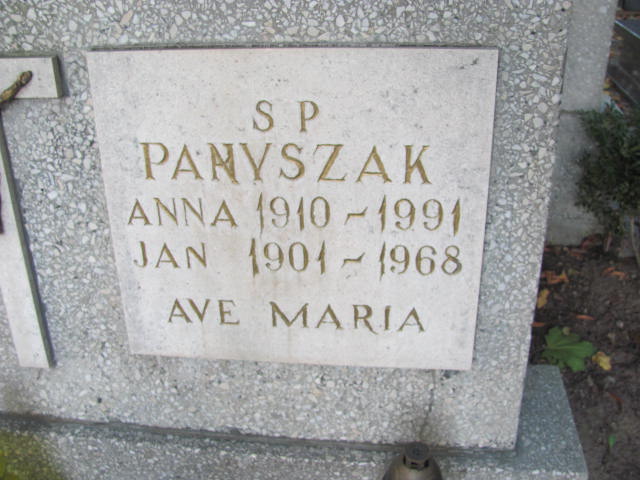 S P
PANYSZAK
ANNA 1910 - 1991
JAN 1901 - 1968
AVE MARIA